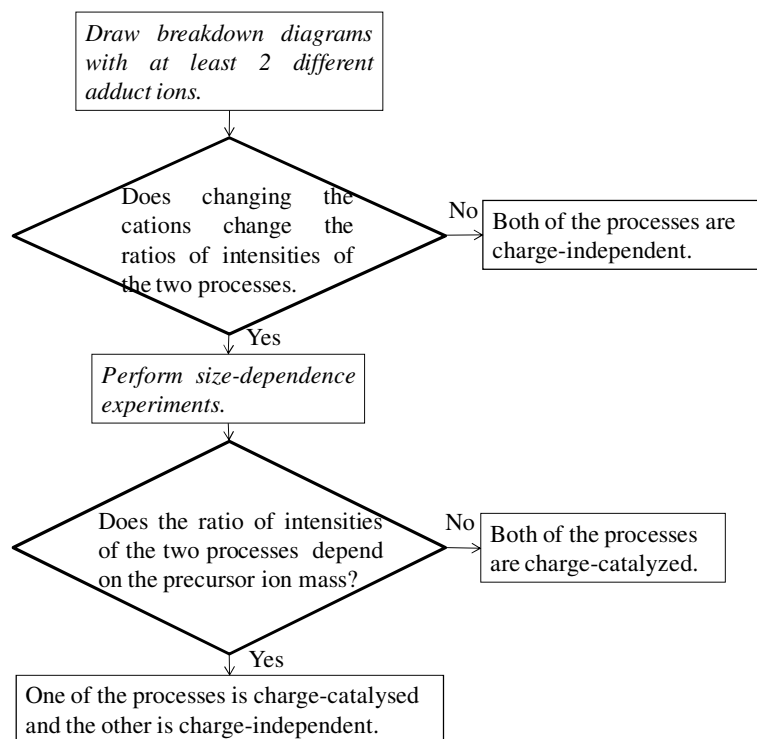 Draw breakdown diagrams
with at least 2 different
adduct ions.
Does changing the
cations change the
ratios of intensities of
the two processes.
No
Both of the processes are
charge-independent.
Yes
Perform size-dependence
experiments.
Does the ratio of intensities
of the two processes depend
on the precursor ion mass?
No
Both of the processes
are charge-catalyzed.
Yes
One of the processes is charge-catalysed
and the other is charge-independent.